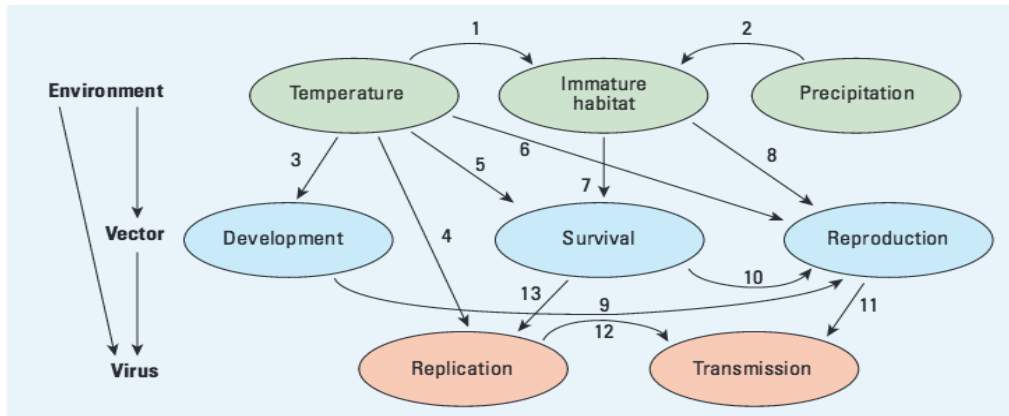 1
2
Environment
Temperature
Immature
habitat
Precipitation
3
5
6
7
8
Vector
Development
4
Survival
Reproduction
10
13
9
11
12
Virus
Replication
Transmission